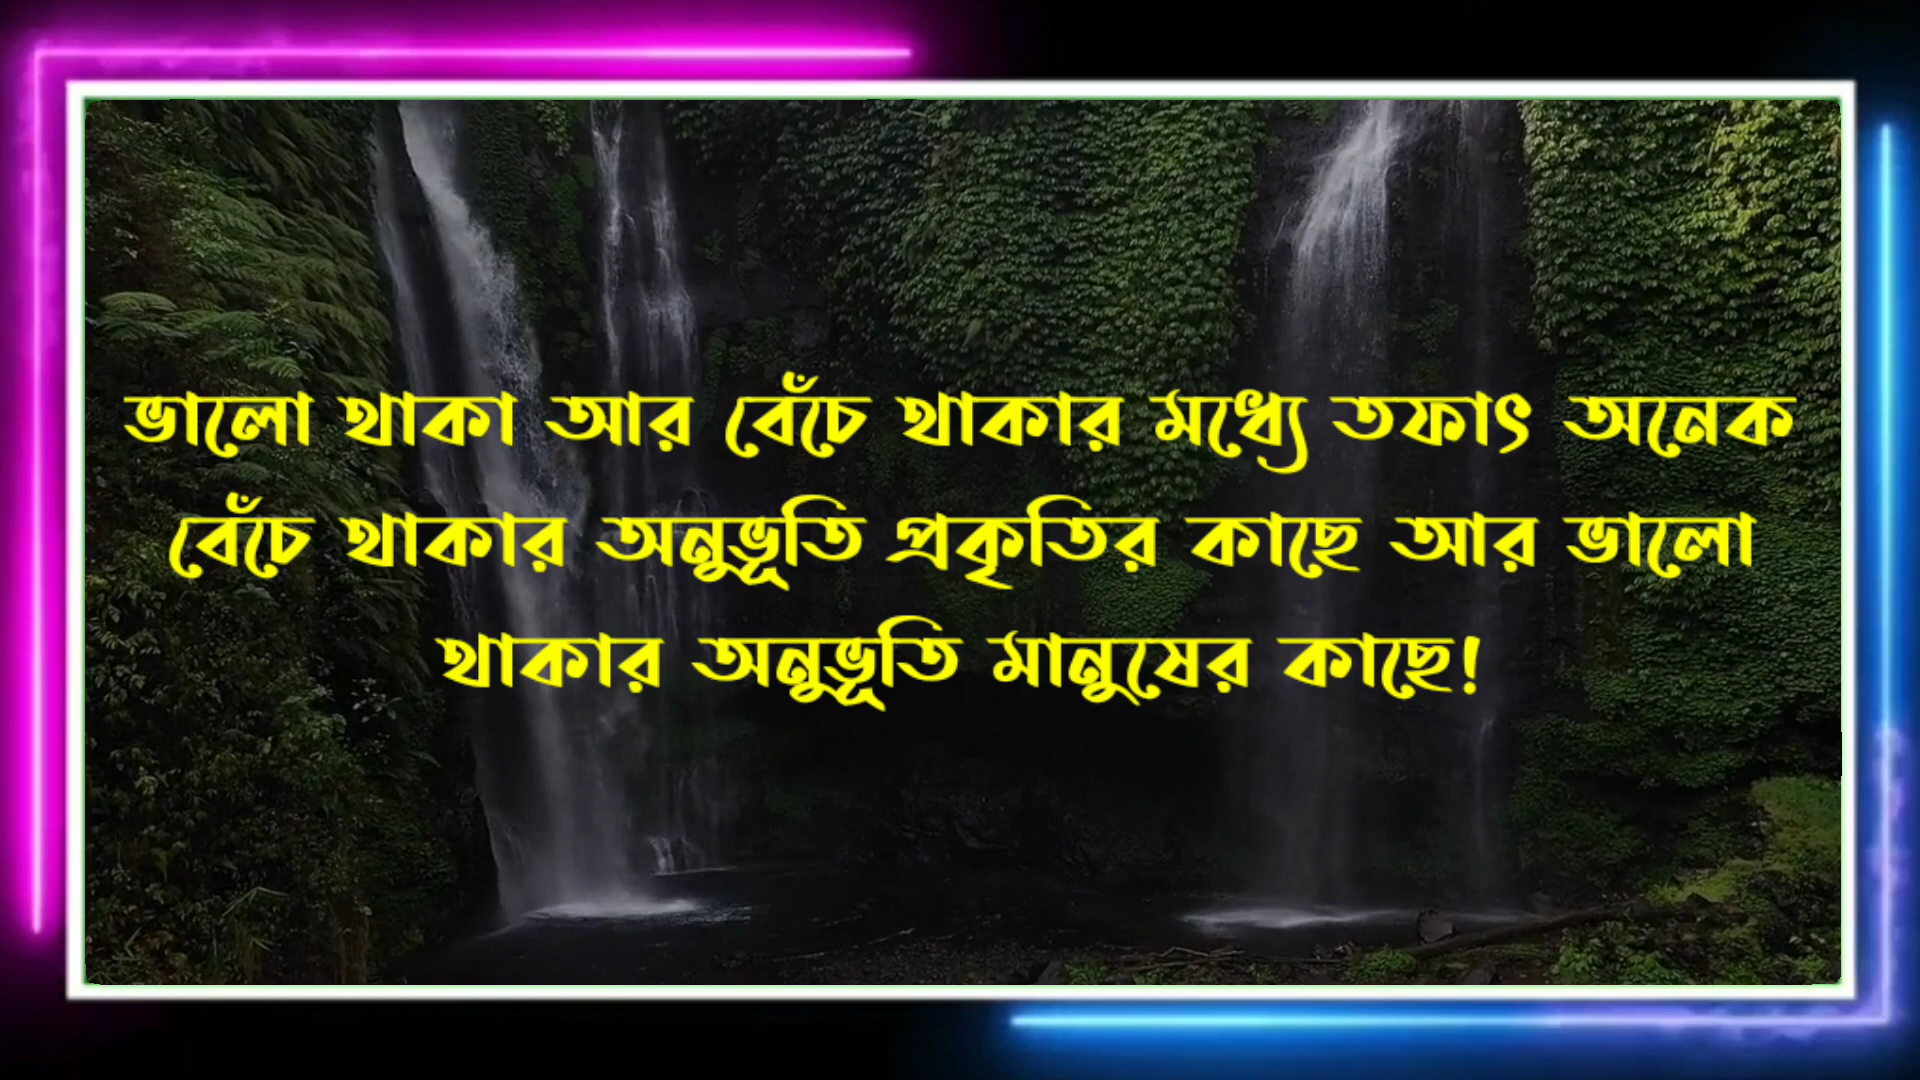 ভালো থাকা আর বেঁচে থাকার মধ্যে তফাৎ অনেক
বেঁচে থাকার অনুভূতি প্রকৃতির কাছে আর ভালো
থাকার অনুভূতি মানুষের কাছে!